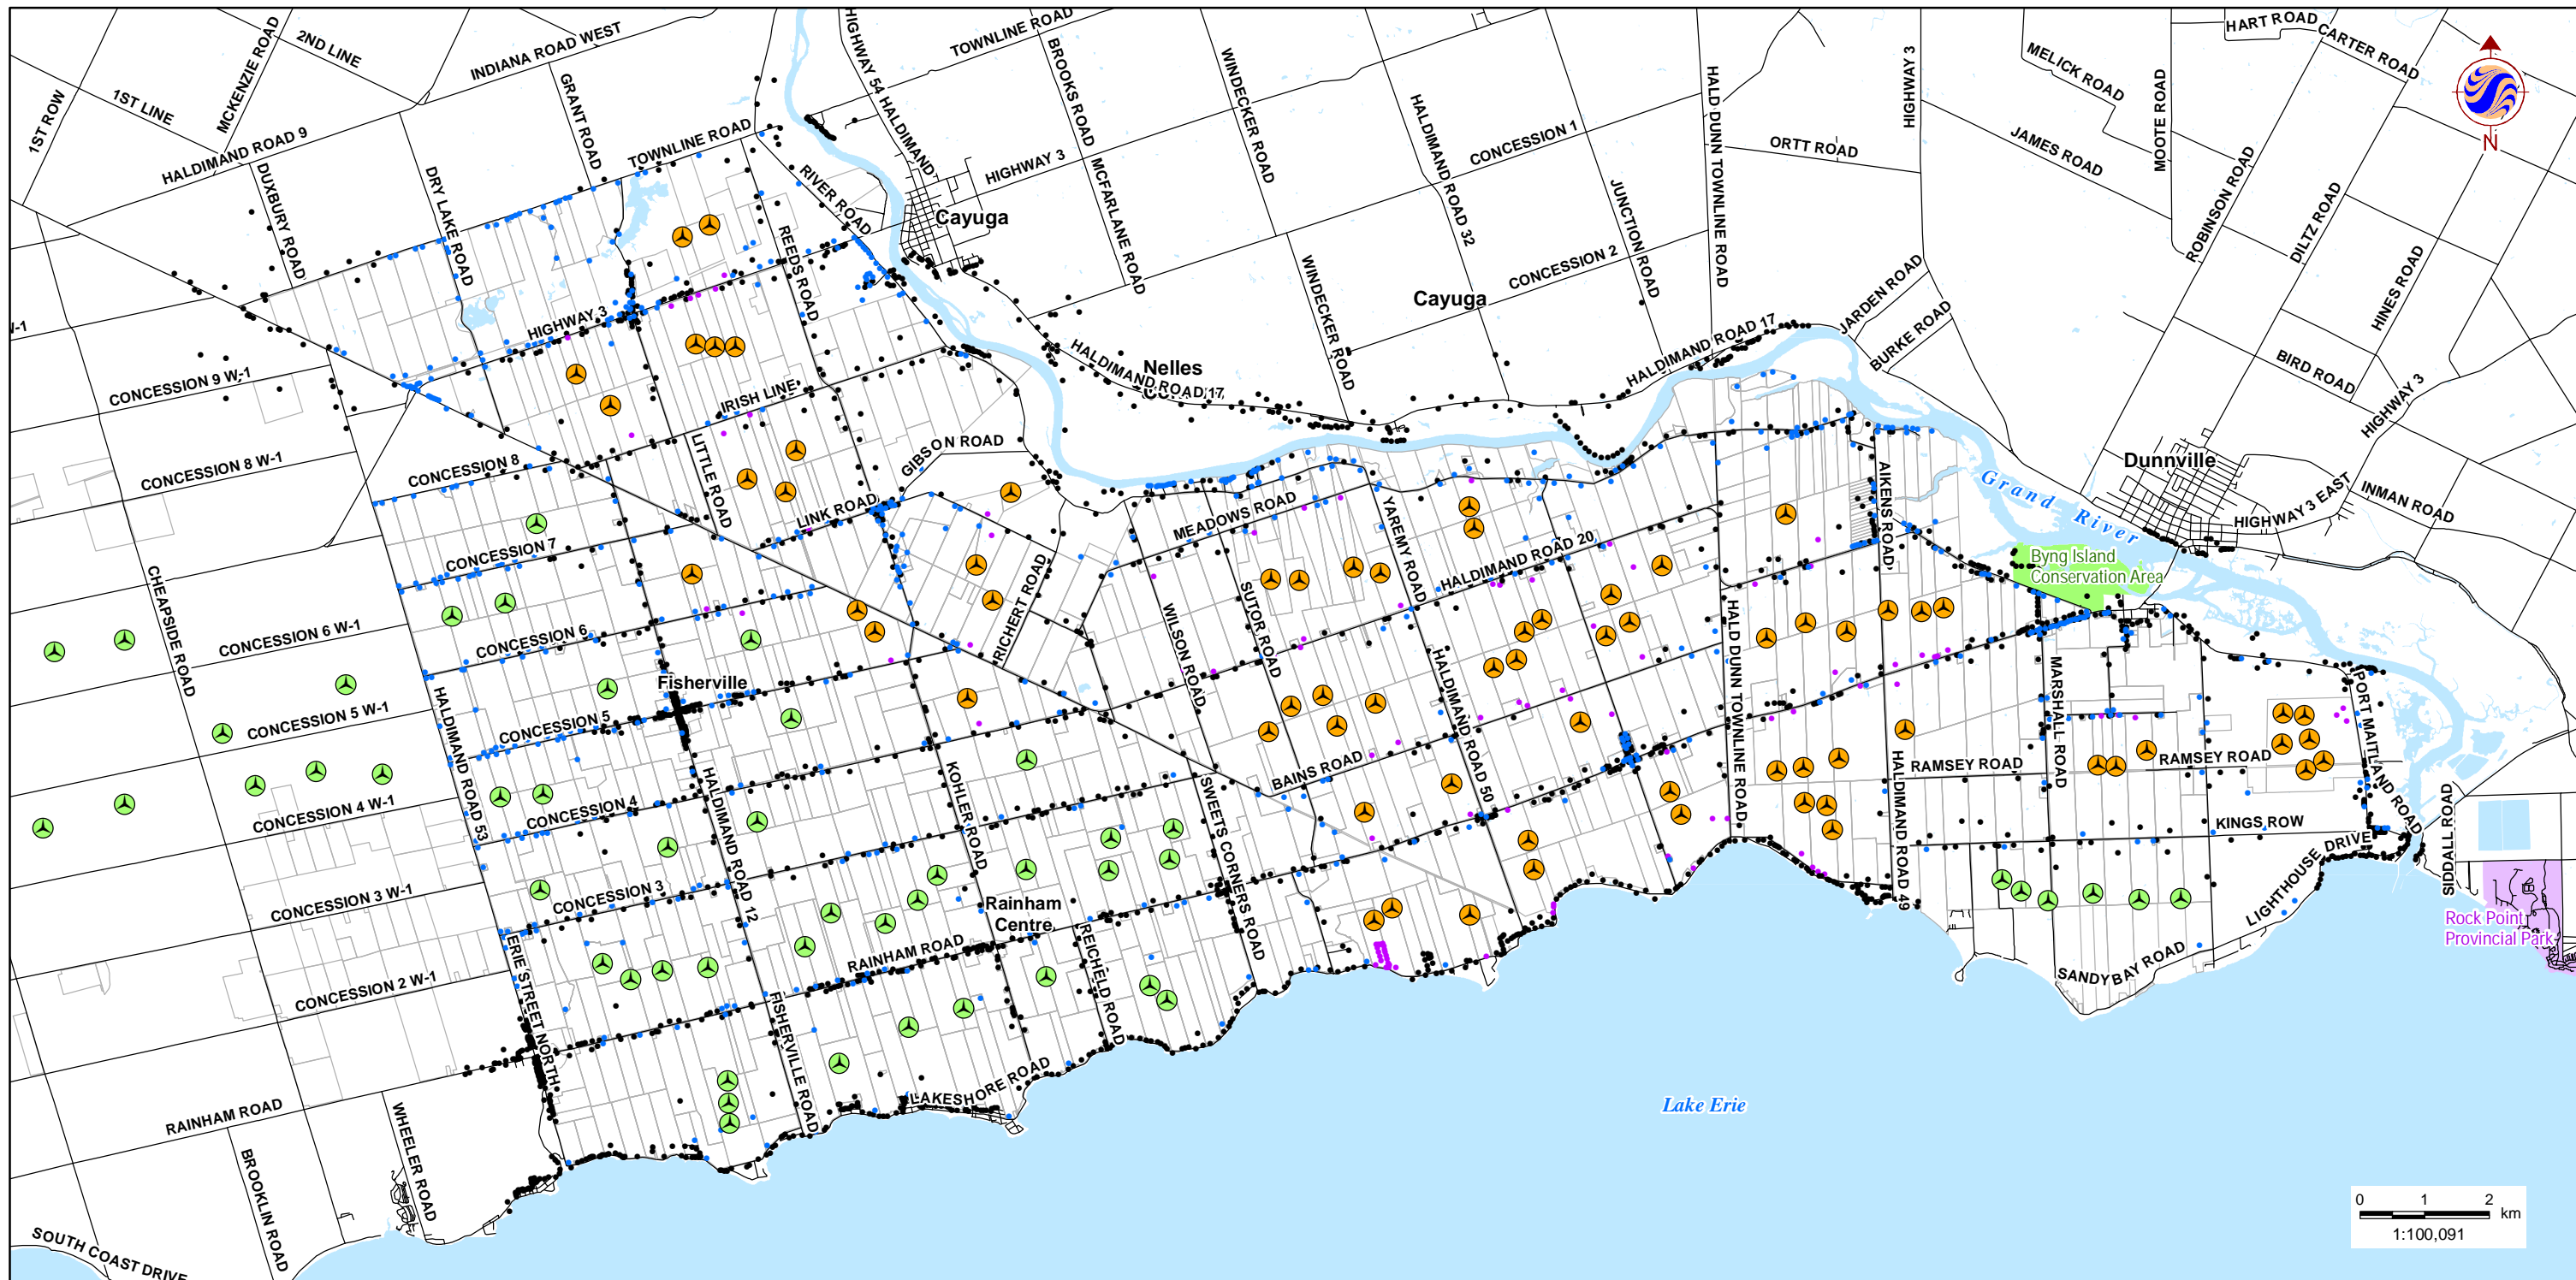 HART ROAD
CARTER ROAD
HIGHWAY 54 HALDIMAND
TOWNLINE ROAD
MCKENZIE ROAD
2ND LINE
INDIANA ROAD WEST
BROOKS ROAD
WINDECKER ROAD
MELICK ROAD
1ST ROW
1ST LINE
GRANT ROAD
HALDIMAND ROAD 32
HALD DUNN TOWNLINE ROAD
HIGHWAY 3
MOOTE ROAD
N
HALDIMAND ROAD 9
TOWNLINE ROAD
CONCESSION 1
ORTT ROAD
JAMES ROAD
DUXBURY ROAD
DRY LAKE ROAD
RIVER ROAD
HIGHWAY 3
MCFARLANE ROAD
JUNCTION ROAD
ROBINSON ROAD
DILTZ ROAD
Cayuga
REEDS ROAD
WINDECKER ROAD
CONCESSION 2
Cayuga
JARDEN ROAD
HINES ROAD
W-1
HIGHWAY 3
HALDIMAND ROAD 17
BURKE ROAD
Nelles
HALDIMAND ROAD 17
BIRD ROAD
CONCESSION 9 W-1
IRISH LINE
HIGHWAY 3
CONCESSION 8 W-1
CONCESSION 8
LITTLE ROAD
GIBSON ROAD
AIKENS ROAD
Dunnville
Grand River
INMAN ROAD
HIGHWAY 3 EAST
LINK ROAD
MEADOWS ROAD
YAREMY ROAD
CONCESSION 7
HALDIMAND ROAD 20
Byng Island
Conservation Area
CHEAPSIDE ROAD
RICHERT ROAD
WILSON ROAD
SUTOR ROAD
HALD DUNN TOWNLINE ROAD
CONCESSION 6 W-1
CONCESSION 6
Fisherville
HALDIMAND ROAD 50
MARSHALL ROAD
PORT MAITLAND ROAD
HALDIMAND ROAD 53
CONCESSION 5 W-1
CONCESSION 5
HALDIMAND ROAD 12
KOHLER ROAD
BAINS ROAD
HALDIMAND ROAD 49
RAMSEY ROAD
RAMSEY ROAD
CONCESSION 4 W-1
CONCESSION 4
SWEETS CORNERS ROAD
SIDDALL ROAD
KINGS ROW
LIGHTHOUSE DRIVE
CONCESSION 3 W-1
CONCESSION 3
Rainham
Centre
Rock Point
Provincial Park
ERIE STREET NORTH
RAINHAM ROAD
REICHELD ROAD
SANDY BAY ROAD
CONCESSION 2 W-1
FISHERVILLE ROAD
LAKESHORE ROAD
Lake Erie
RAINHAM ROAD
WHEELER ROAD
BROOKLIN ROAD
SOUTH COAST DRIVE
0 1 2
km
1:100,091